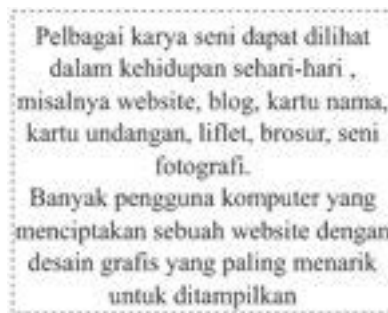 Pelbagai karya seni dapat dilihat
dalam kehidupan sehari-hari ,
misalnya website, blog, kartu nama,
kartu undangan, liflet, brosur, seni
fotografi.
Banyak pengguna komputer yang
menciptakan sebuah website dengan
desain grafis yang paling menarik
untuk ditampilkan